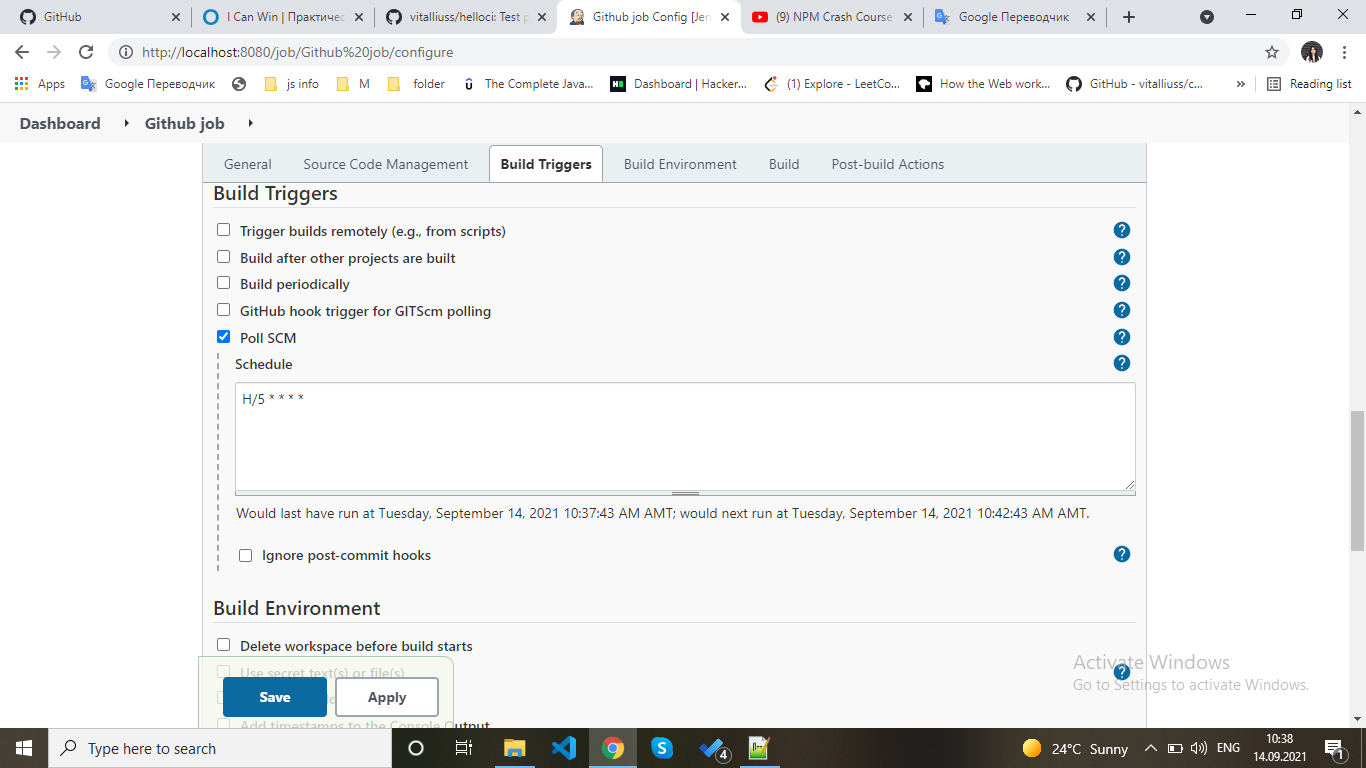 GitHub
I Can Win | Практичес
vitalliuss/helloci: Test p
Github job Config [Jen
(9) NPM Crash Course
Google Переводчик
http://localhost:8080/job/Github%20job/configure
Apps
Google Переводчик
js info
M
folder
The Complete Java...
Dashboard | Hacker...
(1) Explore - LeetCo...
How the Web work...
GitHub - vitalliuss/c...
»
Reading list
Dashboard
Github job
General
Source Code Management
Build Triggers
Build Environment
Build
Post-build Actions
Build Triggers
Trigger builds remotely (e.g., from scripts)
Build after other projects are built
Build periodically
GitHub hook trigger for GITScm polling
Poll SCM
Schedule
H/5 * * * *
Would last have run at Tuesday, September 14, 2021 10:37:43 AM AMT; would next run at Tuesday, September 14, 2021 10:42:43 AM AMT.
Ignore post-commit hooks
Build Environment
Delete workspace before build starts
Use secret text(s) or file(s)
Save
Apply
Add timestamps to the Console Output
Activate Windows
Go to Settings to activate Windows.
Type here to search
4
24°C Sunny
ENG
10:38
14.09.2021
1